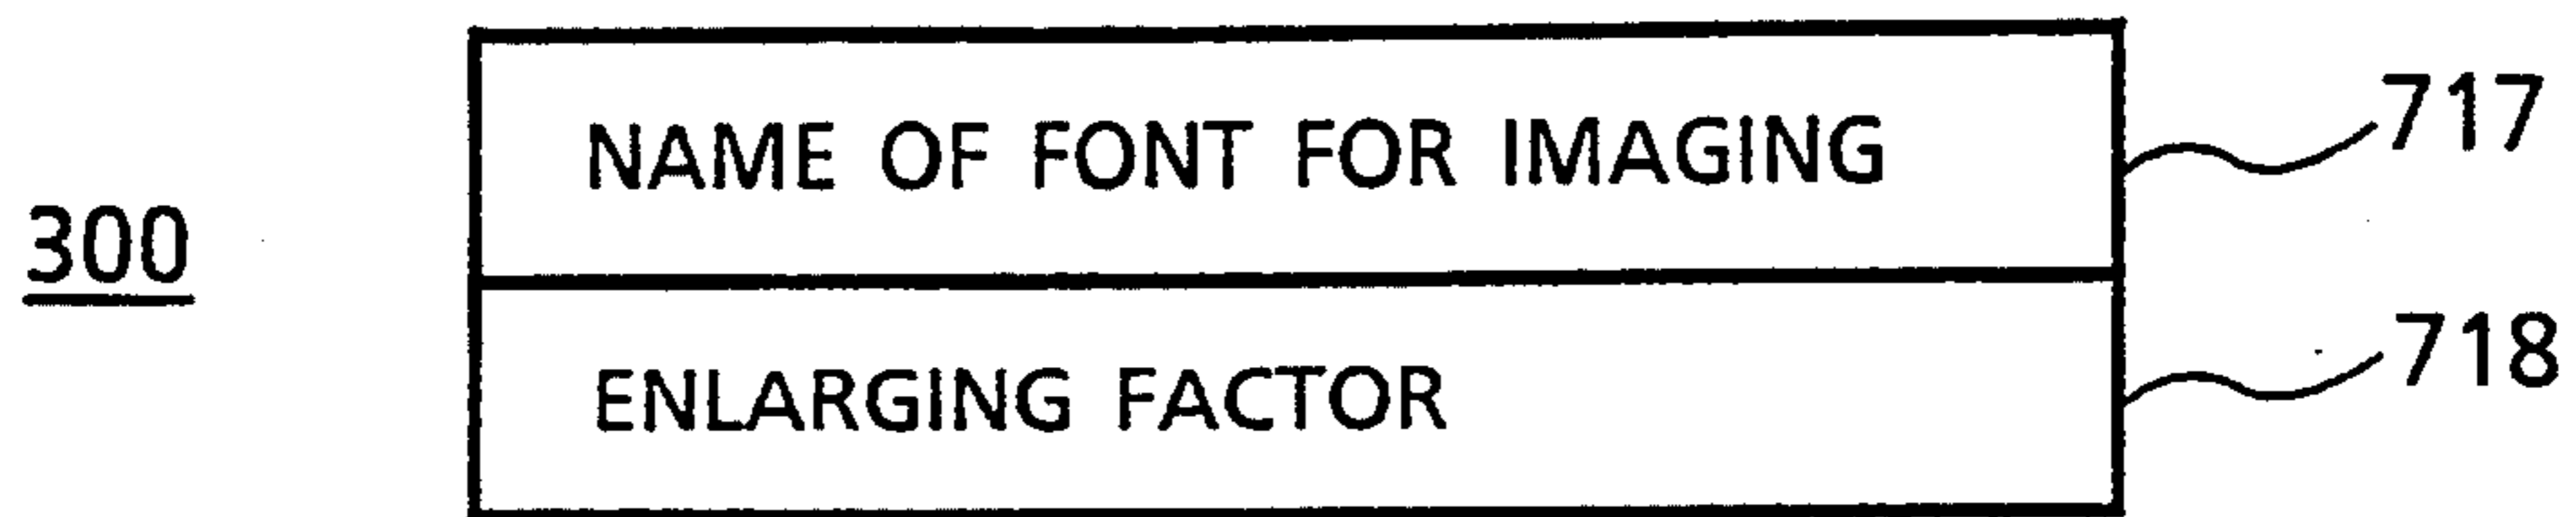 NAME OF FONT FOR IMAGING 717
300
ENLARGING FACTOR 718